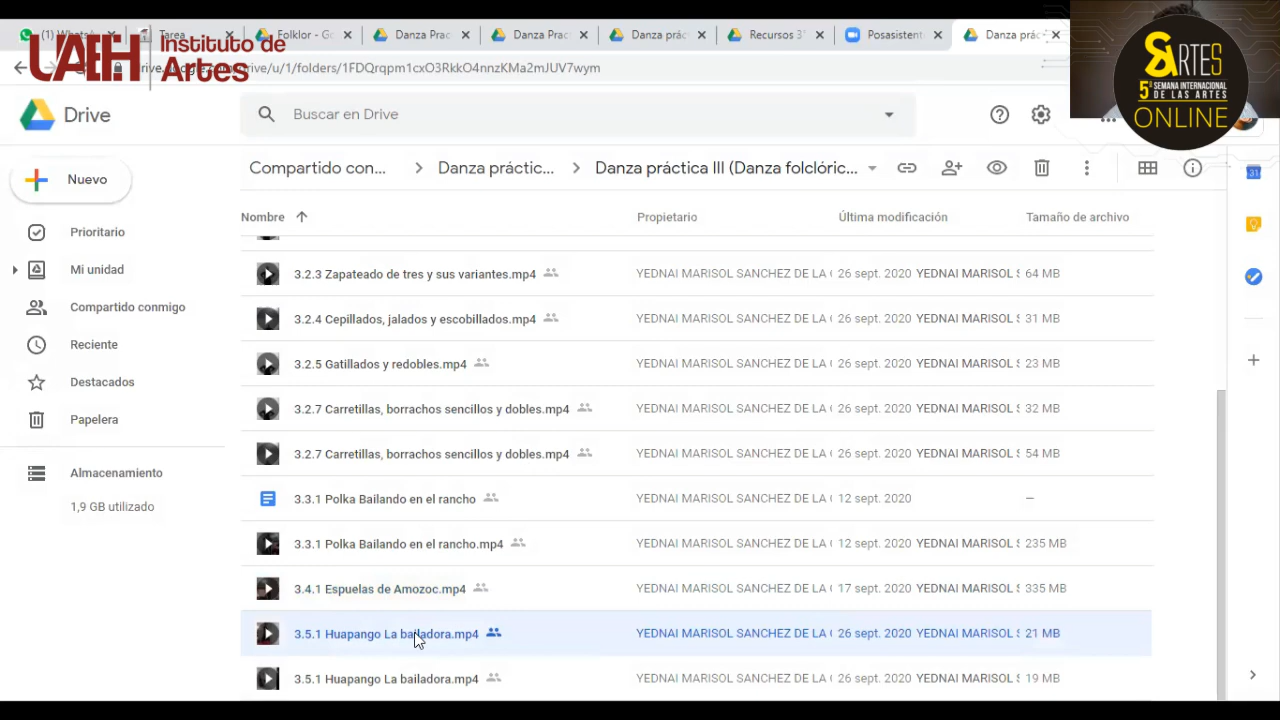 (1) Whats
Tarea
Folklor - Go
Danza Prac
Danza Prac
Danza prác
Recursos 3°
Posasistent
Danza prác
UAEH Instituto de Artes
drive.google.com/drive/u/1/folders/1FDOrqpm1cxO3RkkO4nnzKMa2mJUV7wym
&ARTES
5ª SEMANA INTERNACIONAL
DE LAS ARTES
ONLINE
Drive
Buscar en Drive
Nuevo
Compartido con... > Danza práctic... > Danza práctica III (Danza folclóric...
Nombre
Propietario
Última modificación
Tamaño de archivo
Prioritario
Mi unidad
Compartido conmigo
Reciente
Destacados
Papelera
Almacenamiento
1,9 GB utilizado
3.2.3 Zapateado de tres y sus variantes.mp4 YEDNAI MARISOL SANCHEZ DE LA 26 sept. 2020 YEDNAI MARISOL S 64 MB
3.2.4 Cepillados, jalados y escobillados.mp4 YEDNAI MARISOL SANCHEZ DE LA 26 sept. 2020 YEDNAI MARISOL S 31 MB
3.2.5 Gatillados y redobles.mp4 YEDNAI MARISOL SANCHEZ DE LA 26 sept. 2020 YEDNAI MARISOL S 23 MB
3.2.7 Carretillas, borrachos sencillos y dobles.mp4 YEDNAI MARISOL SANCHEZ DE LA 26 sept. 2020 YEDNAI MARISOL S 32 MB
3.2.7 Carretillas, borrachos sencillos y dobles.mp4 YEDNAI MARISOL SANCHEZ DE LA 26 sept. 2020 YEDNAI MARISOL S 54 MB
3.3.1 Polka Bailando en el rancho YEDNAI MARISOL SANCHEZ DE LA 12 sept. 2020 —
3.3.1 Polka Bailando en el rancho.mp4 YEDNAI MARISOL SANCHEZ DE LA 12 sept. 2020 YEDNAI MARISOL S 235 MB
3.4.1 Espuelas de Amozoc.mp4 YEDNAI MARISOL SANCHEZ DE LA 17 sept. 2020 YEDNAI MARISOL S 335 MB
3.5.1 Huapango La bailadora.mp4 YEDNAI MARISOL SANCHEZ DE LA 26 sept. 2020 YEDNAI MARISOL S 21 MB
3.5.1 Huapango La bailadora.mp4 YEDNAI MARISOL SANCHEZ DE LA 26 sept. 2020 YEDNAI MARISOL S 19 MB
31